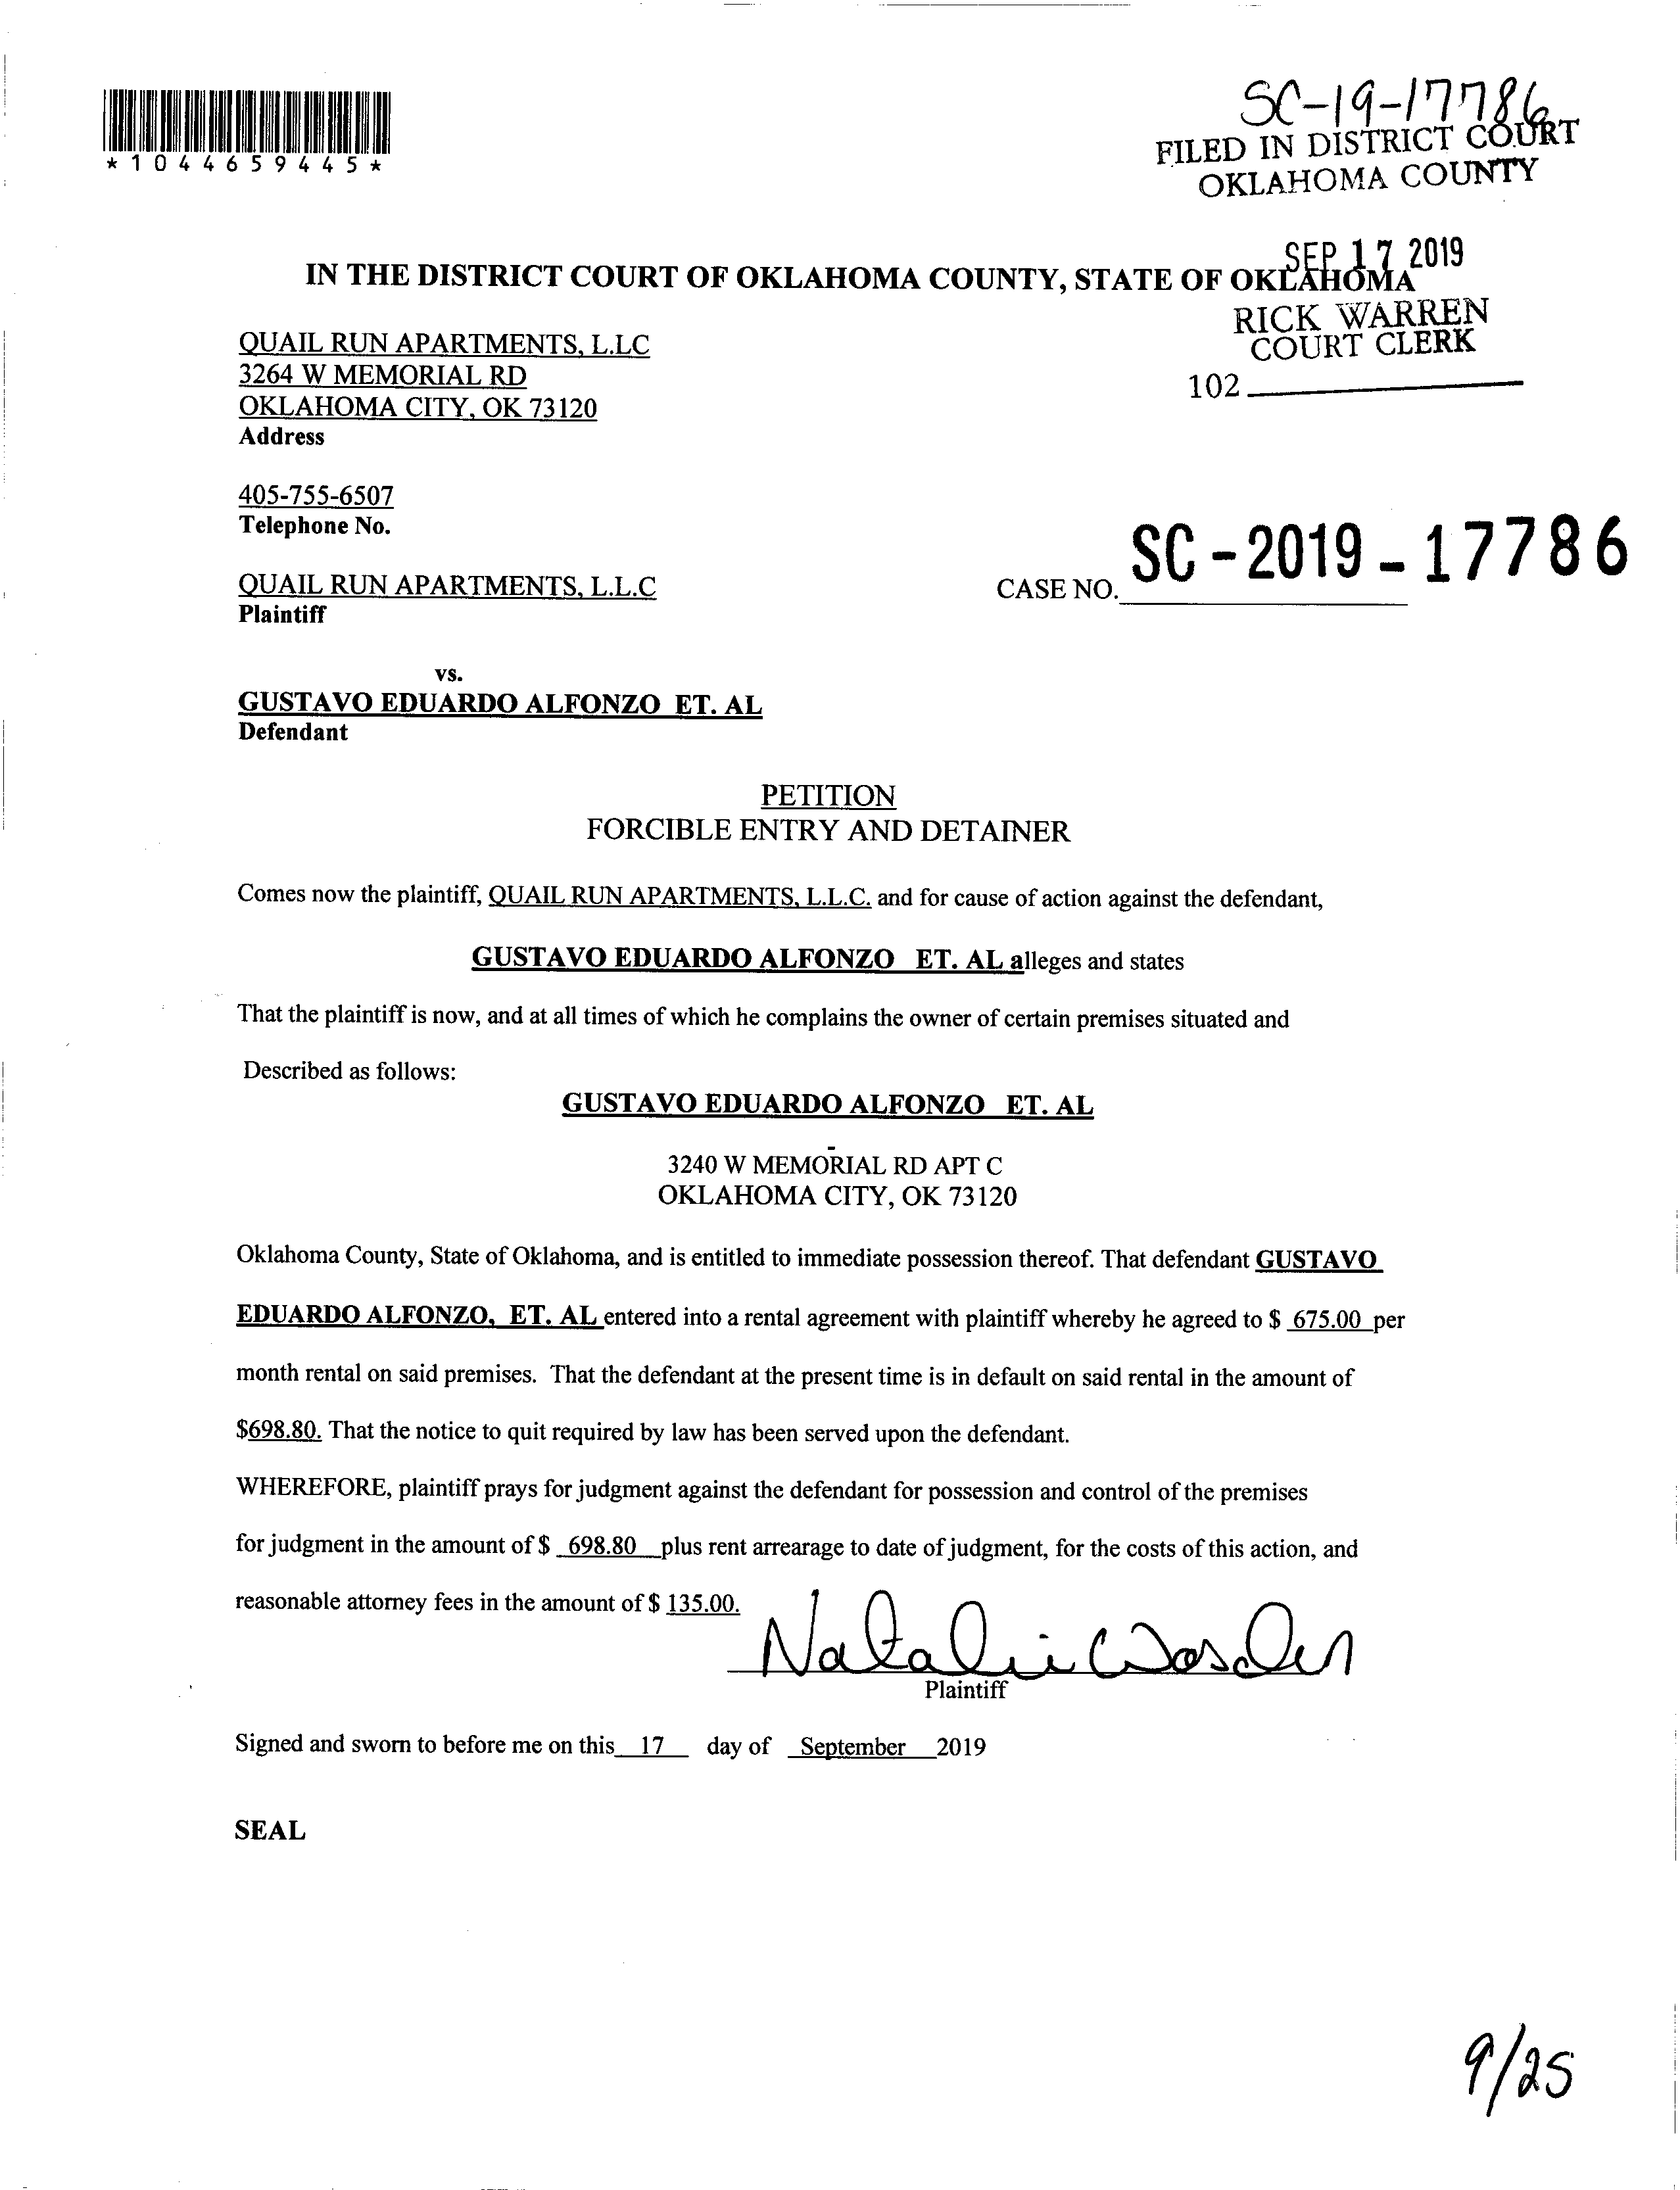 SC-19-17786
FILED IN DISTRICT COURT
OKLAHOMA COUNTY
*1044659445*
SEP 17 2019
IN THE DISTRICT COURT OF OKLAHOMA COUNTY, STATE OF OKLAHOMA
RICK WARREN
COURT CLERK
102
QUAIL RUN APARTMENTS, L.LC
3264 W MEMORIAL RD
OKLAHOMA CITY, OK 73120
Address
405-755-6507
Telephone No.
CASE NO. SC-2019-17786
QUAIL RUN APARTMENTS, L.L.C
Plaintiff
vs.
GUSTAVO EDUARDO ALFONZO ET. AL
Defendant
PETITION
FORCIBLE ENTRY AND DETAINER
Comes now the plaintiff, QUAIL RUN APARTMENTS, L.L.C. and for cause of action against the defendant,
GUSTAVO EDUARDO ALFONZO ET. AL alleges and states
That the plaintiff is now, and at all times of which he complains the owner of certain premises situated and
Described as follows:
GUSTAVO EDUARDO ALFONZO ET. AL
3240 W MEMORIAL RD APT C
OKLAHOMA CITY, OK 73120
Oklahoma County, State of Oklahoma, and is entitled to immediate possession thereof. That defendant GUSTAVO
EDUARDO ALFONZO, ET. AL entered into a rental agreement with plaintiff whereby he agreed to $ 675.00 per
month rental on said premises. That the defendant at the present time is in default on said rental in the amount of
$698.80. That the notice to quit required by law has been served upon the defendant.
WHEREFORE, plaintiff prays for judgment against the defendant for possession and control of the premises
for judgment in the amount of $ 698.80 plus rent arrearage to date of judgment, for the costs of this action, and
reasonable attorney fees in the amount of $ 135.00.
Natalie Wasden
Plaintiff
Signed and sworn to before me on this 17 day of September 2019
SEAL
9/25